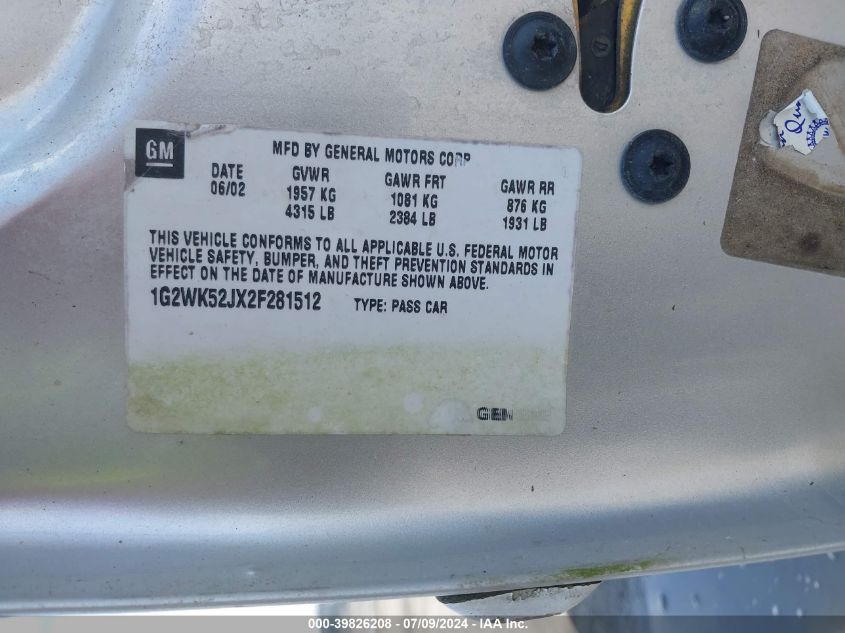 GM
MFD BY GENERAL MOTORS CORP
DATE GVWR GAWR FRT GAWR RR
06/02 1957 KG 1081 KG 876 KG
4315 LB 2384 LB 1931 LB
THIS VEHICLE CONFORMS TO ALL APPLICABLE U.S. FEDERAL MOTOR
VEHICLE SAFETY, BUMPER, AND THEFT PREVENTION STANDARDS IN
EFFECT ON THE DATE OF MANUFACTURE SHOWN ABOVE.
1G2WK52JX2F281512 TYPE: PASS CAR
000-39826208 - 07/09/2024 - IAA Inc.